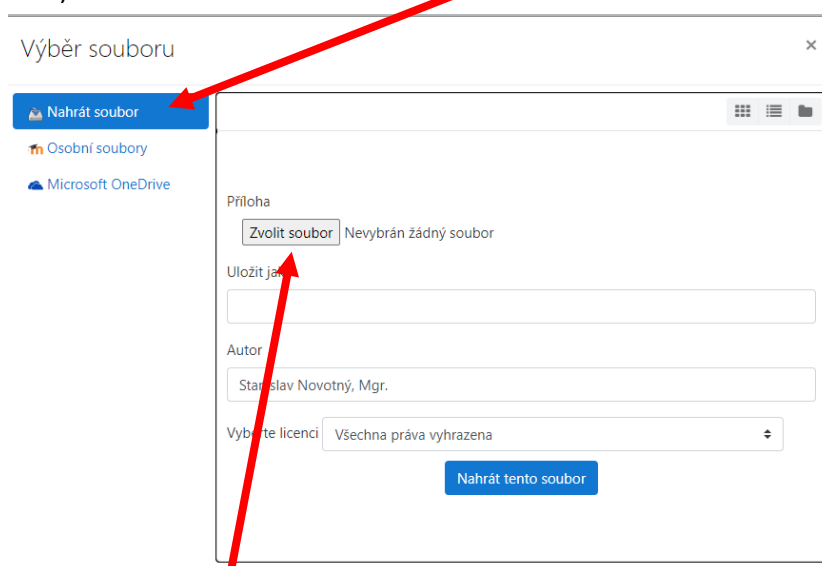 Výběr souboru
×
Nahrát soubor
Osobní soubory
Microsoft OneDrive
Příloha
Zvolit soubor Nevybrán žádný soubor
Uložit
Autor
Stanislav Novotný, Mgr.
Vyberte licenci Všechna práva vyhrazena
Nahrát tento soubor